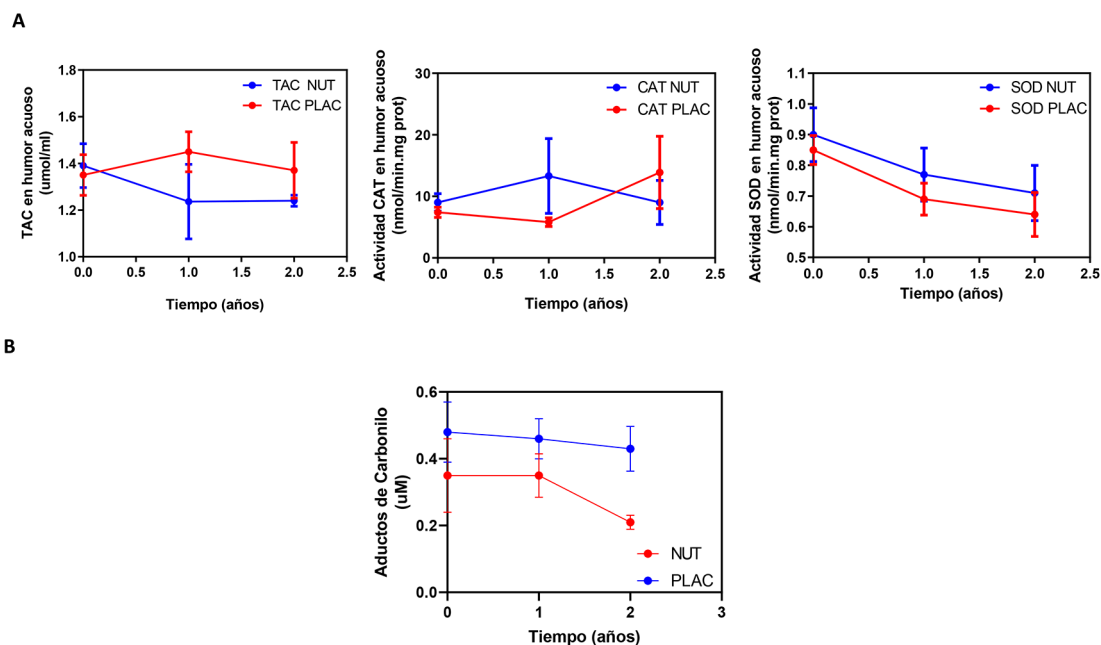 A
TAC en humor acuoso
(umol/ml)
1.8
1.6
1.4
1.2
1.0
0.0
0.5
1.0
1.5
2.0
2.5
TAC NUT
TAC PLAC
Tiempo (años)
Actividad CAT en humor acuoso
(nmol/min.mg prot)
30
20
10
0
0.0
0.5
1.0
1.5
2.0
2.5
CAT NUT
CAT PLAC
Tiempo (años)
Actividad SOD en humor acuoso
(nmol/min.mg prot)
1.1
1.0
0.9
0.8
0.7
0.6
0.5
0.0
0.5
1.0
1.5
2.0
2.5
SOD NUT
SOD PLAC
Tiempo (años)
B
Aductos de Carbonilo
(uM)
0.6
0.4
0.2
0.0
0
1
2
3
NUT
PLAC
Tiempo (años)